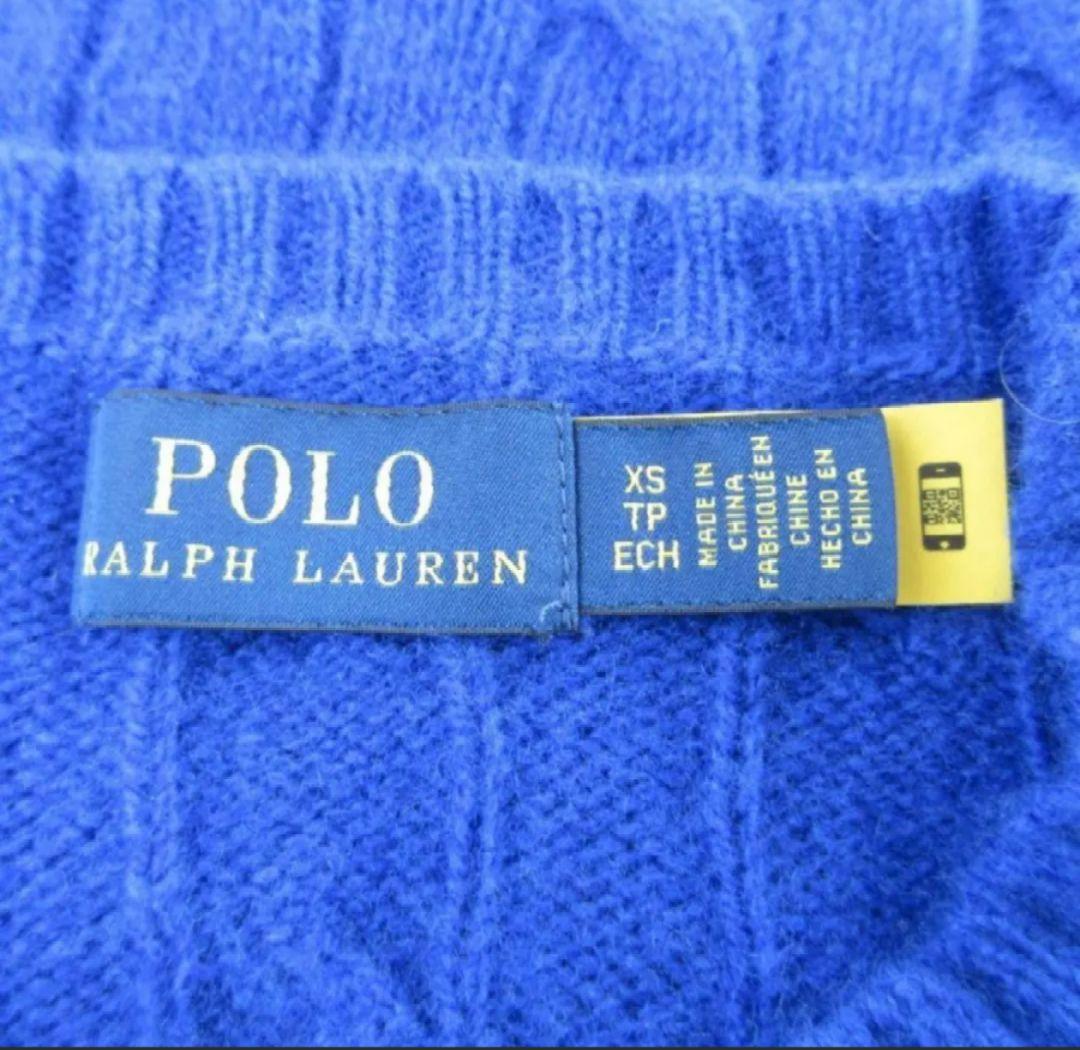 POLO
RALPH LAUREN
XS
TP
ECH
MADE IN
CHINA
FABRIQUÉ EN
CHINE
HECHO EN
CHINA